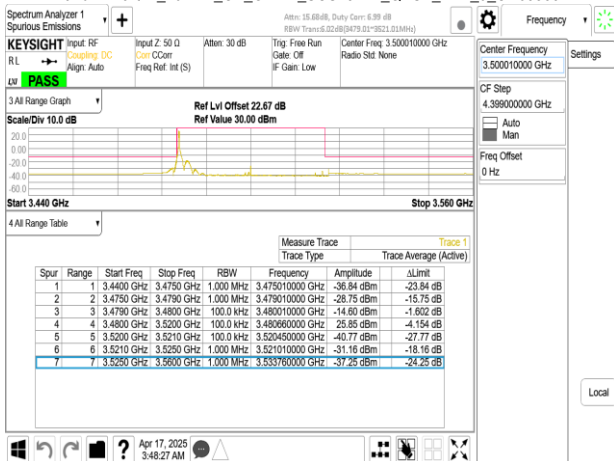 Spectrum Analyzer 1
Spurious Emissions
Attn: 15.68dB, Duty Corr: 6.99 dB
RBW Trans:6.02dB(3479.01~3521.01MHz)
Frequency
KEYSIGHT
RL
LXI
PASS
Input: RF
Coupling: DC
Align: Auto
Input Z: 50 Ω
Corr CCorr
Freq Ref: Int (S)
Atten: 30 dB
Trig: Free Run
Gate: Off
IF Gain: Low
Center Freq: 3.500010000 GHz
Radio Std: None
Center Frequency
3.500010000 GHz
Settings
CF Step
4.399000000 GHz
Auto
Man
Freq Offset
0 Hz
Local
3 All Range Graph
Scale/Div 10.0 dB
Ref Lvl Offset 22.67 dB
Ref Value 30.00 dBm
20.0
0.00
-20.0
-40.0
-60.0
Start 3.440 GHz
Stop 3.560 GHz
4 All Range Table
Measure Trace Trace 1
Trace Type Trace Average (Active)
Spur Range Start Freq Stop Freq RBW Frequency Amplitude ΔLimit
1 1 3.4400 GHz 3.4750 GHz 1.000 MHz 3.475010000 GHz -36.84 dBm -23.84 dB
2 2 3.4750 GHz 3.4790 GHz 1.000 MHz 3.479010000 GHz -28.75 dBm -15.75 dB
3 3 3.4790 GHz 3.4800 GHz 100.0 kHz 3.480010000 GHz -14.60 dBm -1.602 dB
4 4 3.4800 GHz 3.5200 GHz 100.0 kHz 3.480660000 GHz 25.85 dBm -4.154 dB
5 5 3.5200 GHz 3.5210 GHz 100.0 kHz 3.520450000 GHz -40.77 dBm -27.77 dB
6 6 3.5210 GHz 3.5250 GHz 1.000 MHz 3.521010000 GHz -31.16 dBm -18.16 dB
7 7 3.5250 GHz 3.5600 GHz 1.000 MHz 3.533760000 GHz -37.25 dBm -24.25 dB
Apr 17, 2025
3:48:27 AM